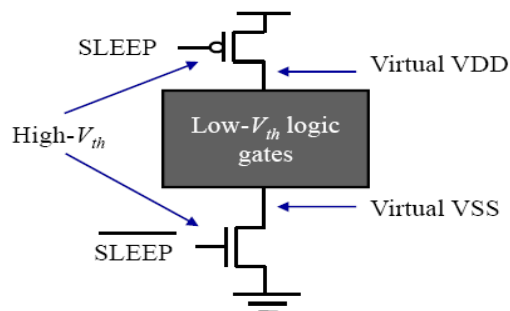 SLEEP
Virtual VDD
High-Vth
Low-Vth logic
gates
Virtual VSS
SLEEP